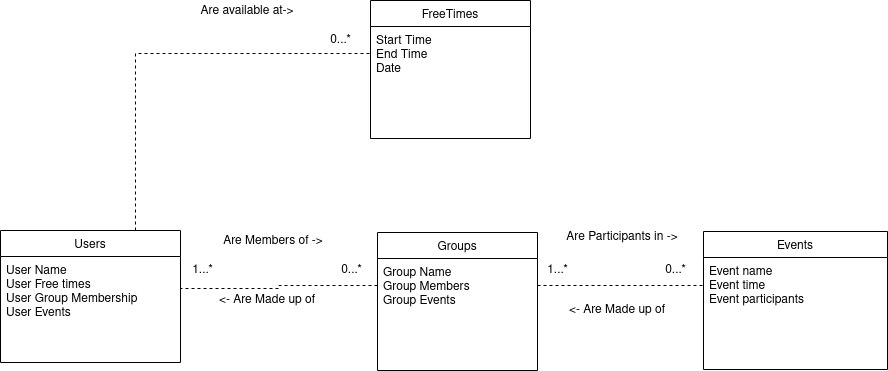 Are available at->
FreeTimes
0...*
Start Time
End Time
Date
Users
Are Members of ->
Groups
Are Participants in ->
Events
User Name
User Free times
User Group Membership
User Events
1...*
0...*
<- Are Made up of
Group Name
Group Members
Group Events
1...*
0...*
<- Are Made up of
Event name
Event time
Event participants